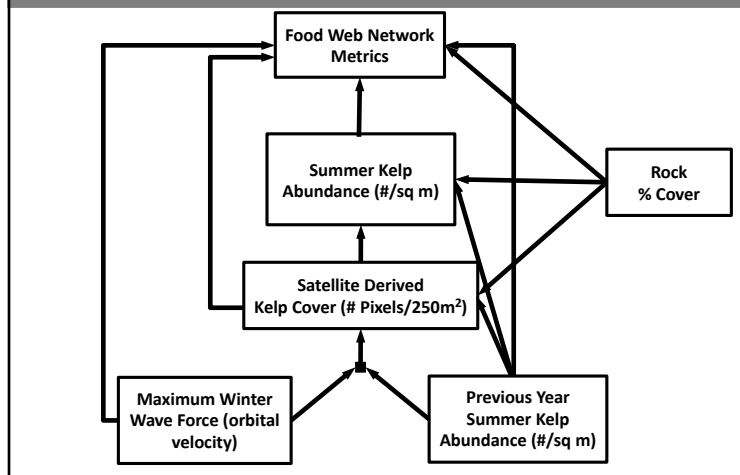 Food Web Network
Metrics
Summer Kelp
Abundance (#/sq m)
Rock
% Cover
Satellite Derived
Kelp Cover (# Pixels/250m²)
Maximum Winter
Wave Force (orbital
velocity)
Previous Year
Summer Kelp
Abundance (#/sq m)